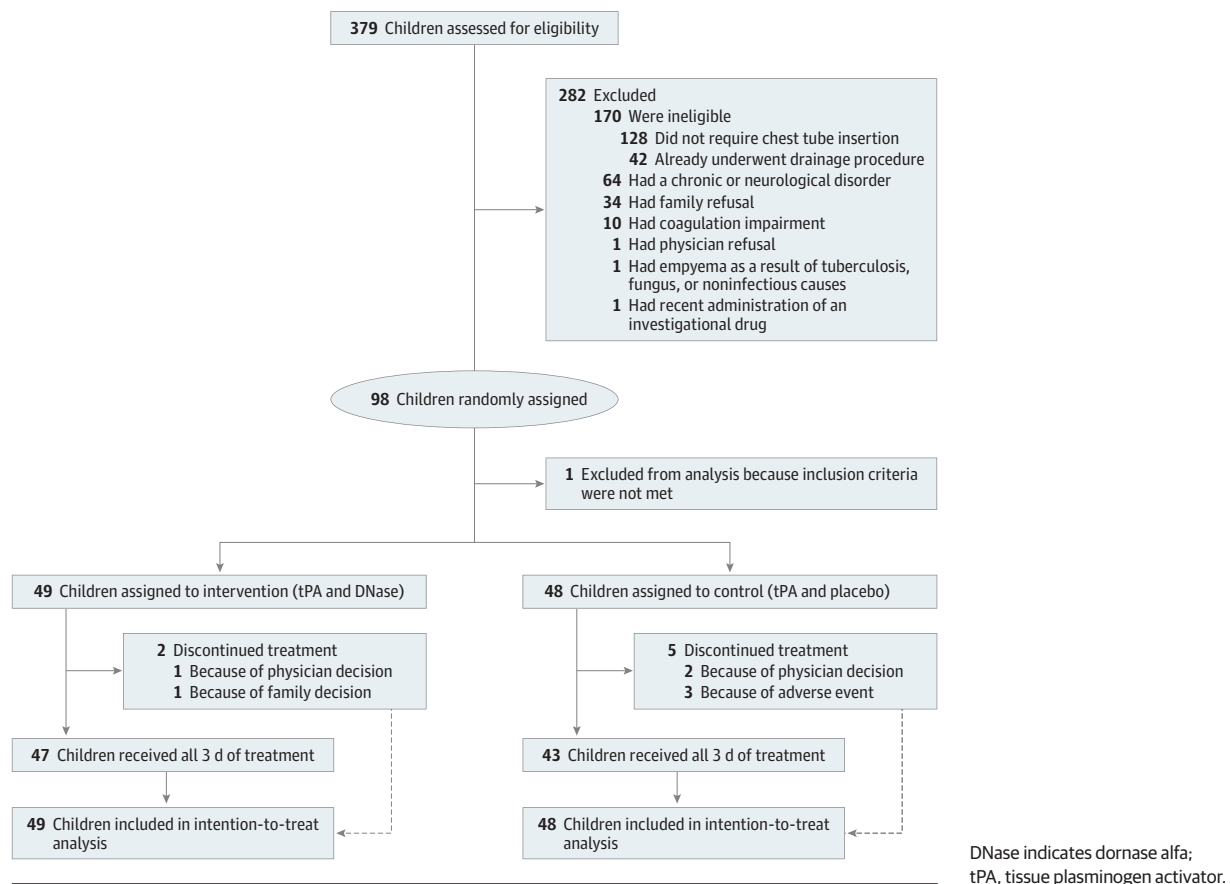 379 Children assessed for eligibility
282 Excluded
170 Were ineligible
128 Did not require chest tube insertion
42 Already underwent drainage procedure
64 Had a chronic or neurological disorder
34 Had family refusal
10 Had coagulation impairment
1 Had physician refusal
1 Had empyema as a result of tuberculosis,
fungus, or noninfectious causes
1 Had recent administration of an
investigational drug
98 Children randomly assigned
1 Excluded from analysis because inclusion criteria
were not met
49 Children assigned to intervention (tPA and DNase)
48 Children assigned to control (tPA and placebo)
2 Discontinued treatment
1 Because of physician decision
1 Because of family decision
5 Discontinued treatment
2 Because of physician decision
3 Because of adverse event
47 Children received all 3 d of treatment
43 Children received all 3 d of treatment
49 Children included in intention-to-treat
analysis
48 Children included in intention-to-treat
analysis
DNase indicates dornase alfa;
tPA, tissue plasminogen activator.